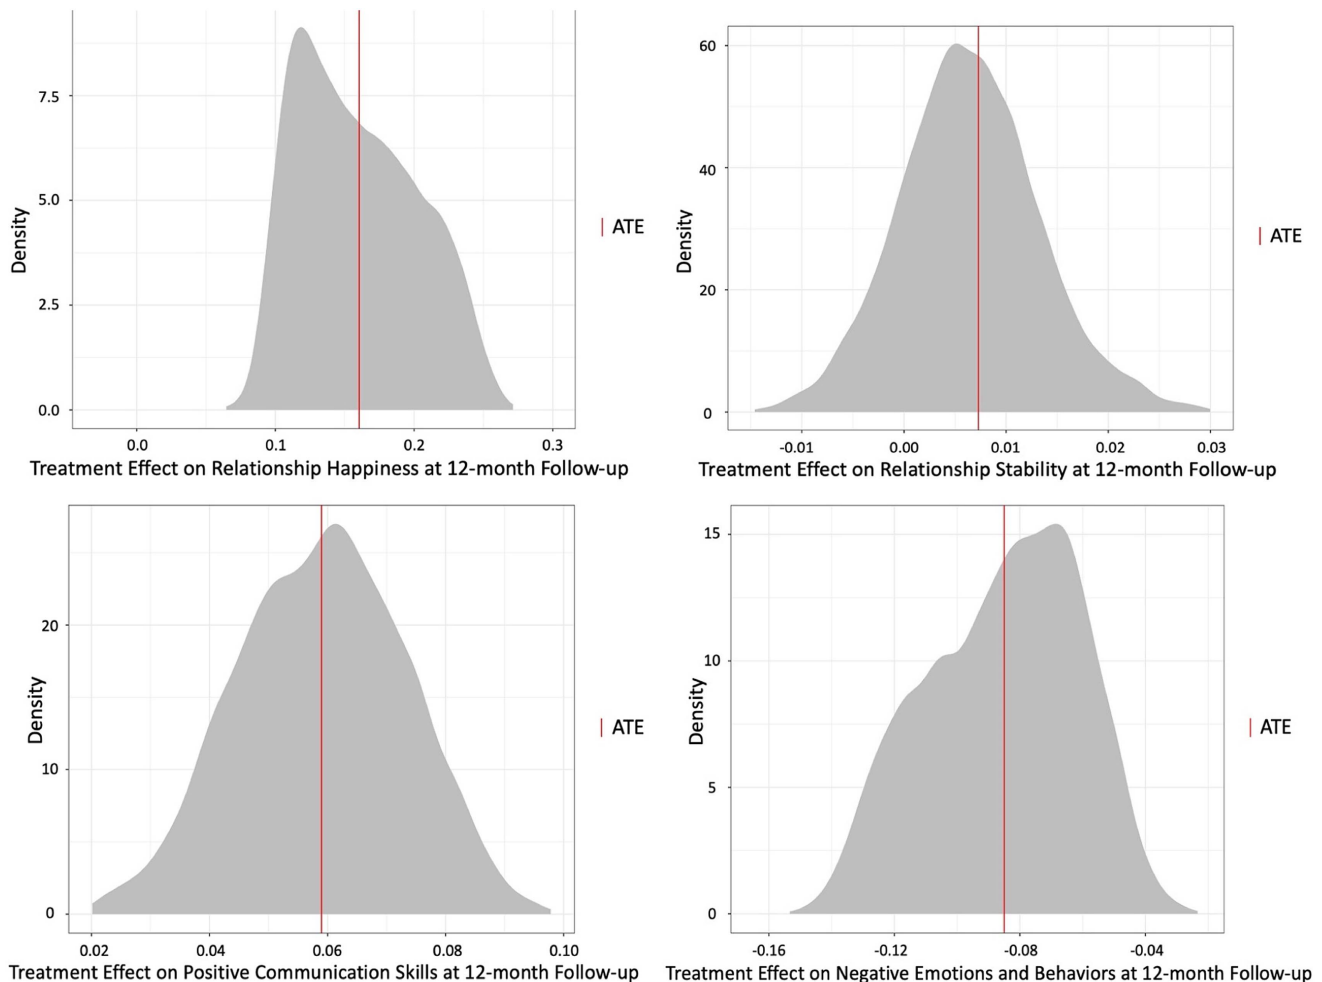 7.5
5.0
2.5
0.0
Density
0.0 0.1 0.2 0.3
Treatment Effect on Relationship Happiness at 12-month Follow-up
ATE
60
40
20
0
Density
-0.01 0.00 0.01 0.02 0.03
Treatment Effect on Relationship Stability at 12-month Follow-up
ATE
20
10
0
Density
0.02 0.04 0.06 0.08 0.10
Treatment Effect on Positive Communication Skills at 12-month Follow-up
ATE
15
10
5
0
Density
-0.16 -0.12 -0.08 -0.04
Treatment Effect on Negative Emotions and Behaviors at 12-month Follow-up
ATE